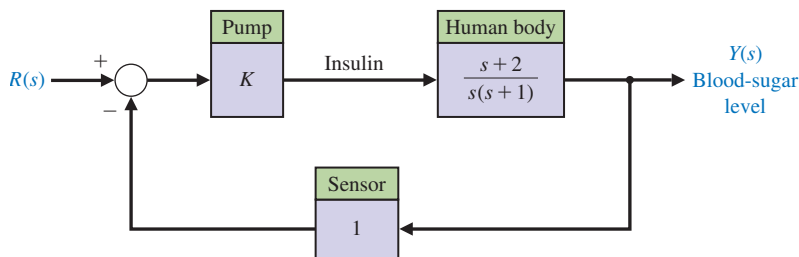 Pump
Human body
R(s)
+
−
K
Insulin
s + 2
s(s + 1)
Y(s)
Blood-sugar
level
Sensor
1